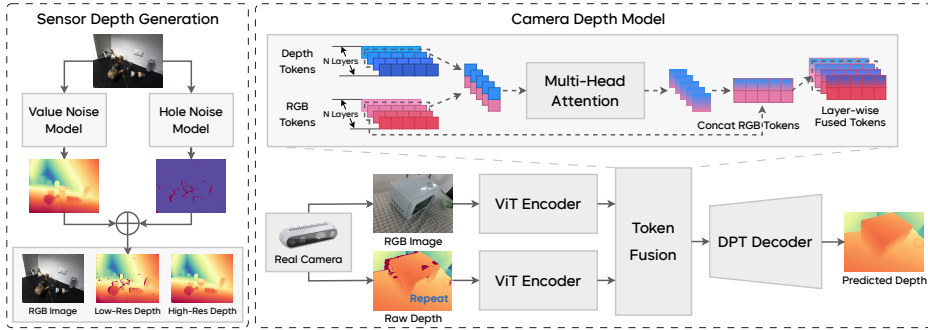 Sensor Depth Generation
Value Noise
Model
Hole Noise
Model
RGB Image
Low-Res Depth
High-Res Depth
Camera Depth Model
Depth
Tokens
N Layers
RGB
Tokens
N Layers
Multi-Head
Attention
Concat RGB Tokens
Layer-wise
Fused Tokens
Real Camera
RGB Image
Repeat
Raw Depth
ViT Encoder
ViT Encoder
Token
Fusion
DPT Decoder
Predicted Depth